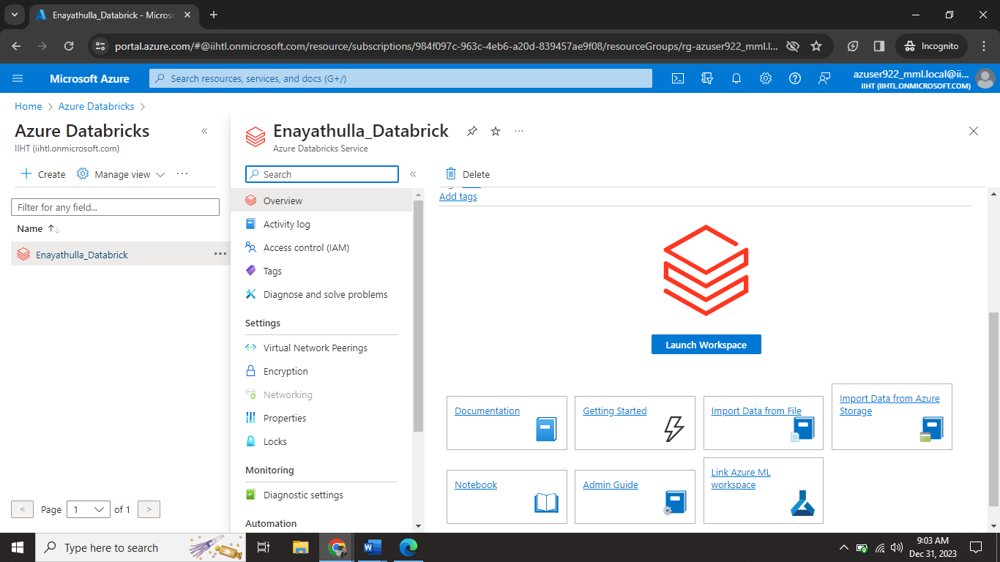 Enayathulla_Databrick - Micros
portal.azure.com/#@iihtl.onmicrosoft.com/resource/subscriptions/984f097c-963c-4eb6-a20d-839457ae9f08/resourceGroups/rg-azuser922_mml.l...
Incognito
Microsoft Azure
Search resources, services, and docs (G+/)
azuser922_mml.local@ii...
IIHT (IIHTL.ONMICROSOFT.COM)
Home > Azure Databricks >
Azure Databricks
IIHT (iihtl.onmicrosoft.com)
Create
Manage view
Filter for any field...
Name
Enayathulla_Databrick
< Page 1 of 1 >
Enayathulla_Databrick
Azure Databricks Service
Search
Overview
Activity log
Access control (IAM)
Tags
Diagnose and solve problems
Settings
Virtual Network Peerings
Encryption
Networking
Properties
Locks
Monitoring
Diagnostic settings
Automation
Delete
Add tags
Launch Workspace
Documentation
Getting Started
Import Data from File
Import Data from Azure
Storage
Notebook
Admin Guide
Link Azure ML
workspace
Type here to search
9:03 AM
Dec 31, 2023